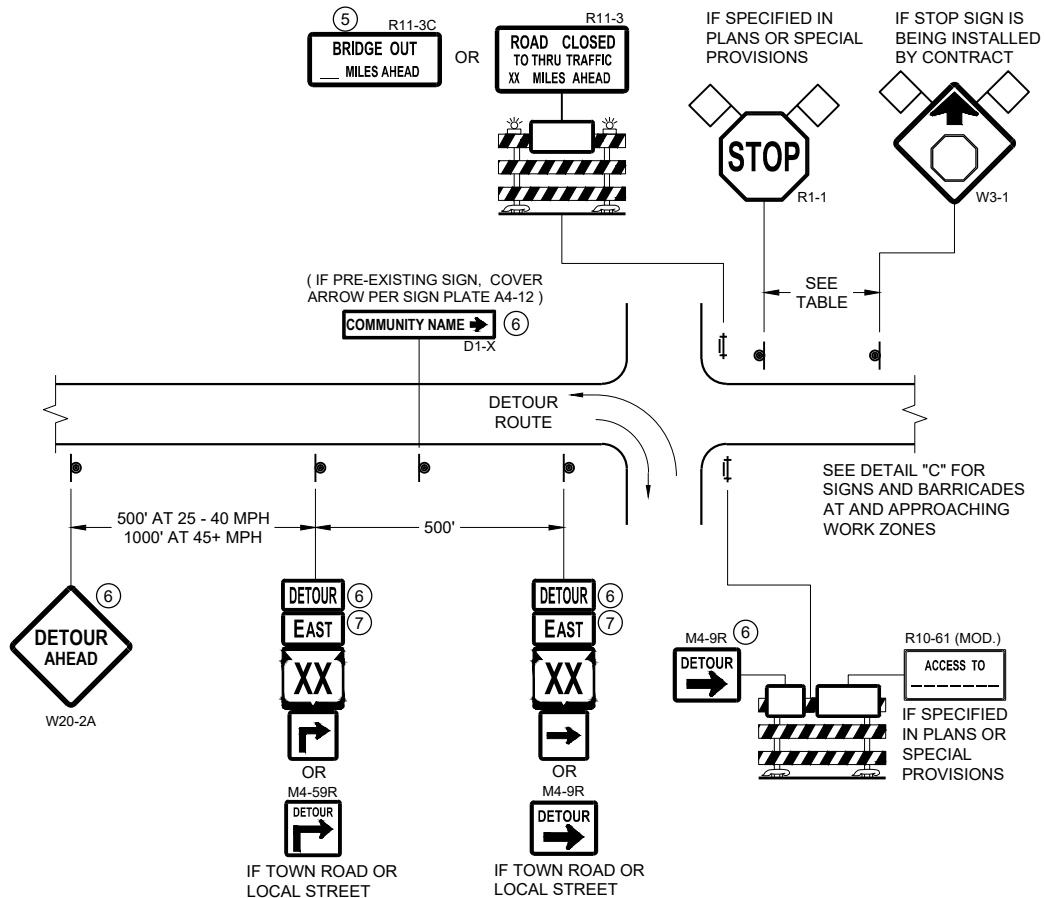 5
R11-3C
BRIDGE OUT
__ MILES AHEAD
OR
R11-3
ROAD CLOSED
TO THRU TRAFFIC
XX MILES AHEAD
IF SPECIFIED IN
PLANS OR SPECIAL
PROVISIONS
STOP
R1-1
IF STOP SIGN IS
BEING INSTALLED
BY CONTRACT
W3-1
SEE
TABLE
( IF PRE-EXISTING SIGN, COVER
ARROW PER SIGN PLATE A4-12 )
COMMUNITY NAME
6
D1-X
DETOUR
ROUTE
SEE DETAIL "C" FOR
SIGNS AND BARRICADES
AT AND APPROACHING
WORK ZONES
500' AT 25 - 40 MPH
1000' AT 45+ MPH
500'
6
DETOUR
AHEAD
W20-2A
DETOUR
6
EAST
7
XX
OR
M4-59R
DETOUR
IF TOWN ROAD OR
LOCAL STREET
DETOUR
6
EAST
7
XX
OR
M4-9R
DETOUR
IF TOWN ROAD OR
LOCAL STREET
M4-9R
6
DETOUR
R10-61 (MOD.)
ACCESS TO
_ _ _ _ _ _ _
IF SPECIFIED
IN PLANS OR
SPECIAL
PROVISIONS